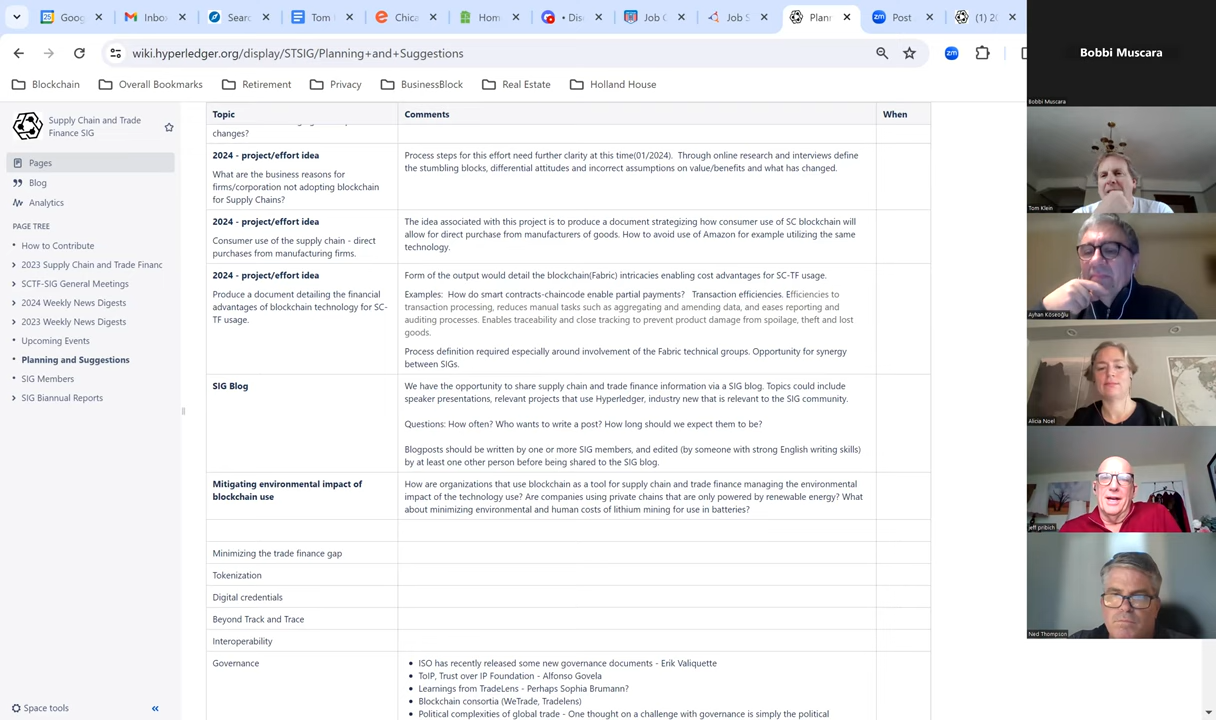 Goog
Inbox
Searc
Tom
Chica
Hom
Dis
Job C
Job S
Plann
Post
(1) 20
wiki.hyperledger.org/display/STSIG/Planning+and+Suggestions
Blockchain
Overall Bookmarks
Retirement
Privacy
BusinessBlock
Real Estate
Holland House
Supply Chain and Trade
Finance SIG
Pages
Blog
Analytics
PAGE TREE
How to Contribute
2023 Supply Chain and Trade Financ
SCTF-SIG General Meetings
2024 Weekly News Digests
2023 Weekly News Digests
Upcoming Events
Planning and Suggestions
SIG Members
SIG Biannual Reports
Space tools
Topic
Comments
When
changes?
2024 - project/effort idea
What are the business reasons for
firms/corporation not adopting blockchain
for Supply Chains?
Process steps for this effort need further clarity at this time(01/2024). Through online research and interviews define
the stumbling blocks, differential attitudes and incorrect assumptions on value/benefits and what has changed.
2024 - project/effort idea
Consumer use of the supply chain - direct
purchases from manufacturing firms.
The idea associated with this project is to produce a document strategizing how consumer use of SC blockchain will
allow for direct purchase from manufacturers of goods. How to avoid use of Amazon for example utilizing the same
technology.
2024 - project/effort idea
Produce a document detailing the financial
advantages of blockchain technology for SC-
TF usage.
Form of the output would detail the blockchain(Fabric) intricacies enabling cost advantages for SC-TF usage.
Examples: How do smart contracts-chaincode enable partial payments? Transaction efficiencies. Efficiencies to
transaction processing, reduces manual tasks such as aggregating and amending data, and eases reporting and
auditing processes. Enables traceability and close tracking to prevent product damage from spoilage, theft and lost
goods.
Process definition required especially around involvement of the Fabric technical groups. Opportunity for synergy
between SIGs.
SIG Blog
We have the opportunity to share supply chain and trade finance information via a SIG blog. Topics could include
speaker presentations, relevant projects that use Hyperledger, industry new that is relevant to the SIG community.
Questions: How often? Who wants to write a post? How long should we expect them to be?
Blogposts should be written by one or more SIG members, and edited (by someone with strong English writing skills)
by at least one other person before being shared to the SIG blog.
Mitigating environmental impact of
blockchain use
How are organizations that use blockchain as a tool for supply chain and trade finance managing the environmental
impact of the technology use? Are companies using private chains that are only powered by renewable energy? What
about minimizing environmental and human costs of lithium mining for use in batteries?
Minimizing the trade finance gap
Tokenization
Digital credentials
Beyond Track and Trace
Interoperability
Governance
ISO has recently released some new governance documents - Erik Valiquette
ToIP, Trust over IP Foundation - Alfonso Govela
Learnings from TradeLens - Perhaps Sophia Brumann?
Blockchain consortia (WeTrade, Tradelens)
Political complexities of global trade - One thought on a challenge with governance is simply the political
Bobbi Muscara
Bobbi Muscara
Tom Klein
Ayhan Köseoğlu
Alicia Noel
jeff pribich
Ned Thompson